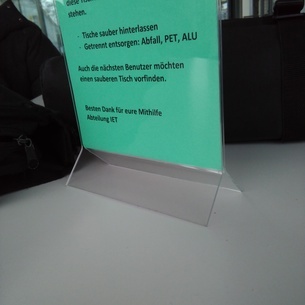 diese
stehen.
- Tische sauber hinterlassen
- Getrennt entsorgen: Abfall, PET, ALU
Auch die nächsten Benutzer möchten
einen sauberen Tisch vorfinden.
Besten Dank für eure Mithilfe
Abteilung IET